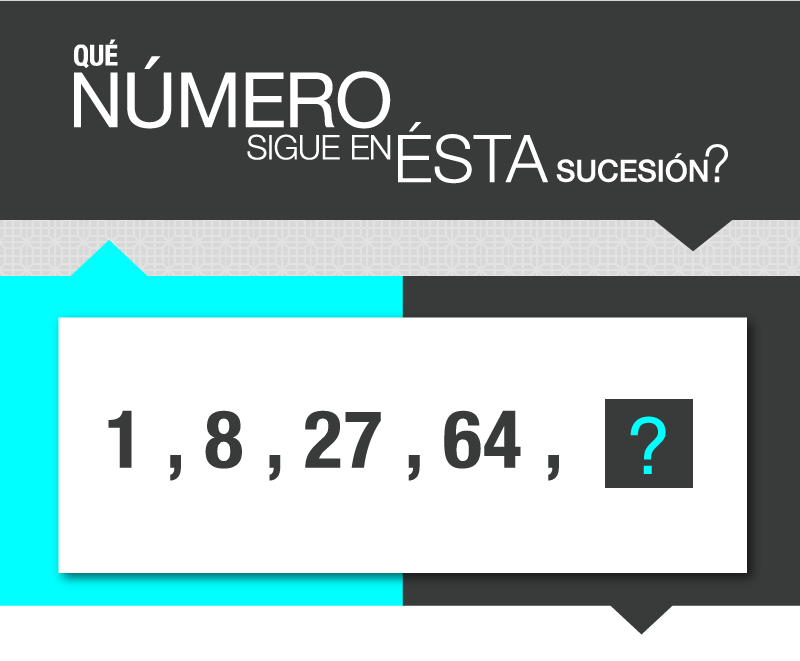 QUÉ
NÚMERO
SIGUE EN ÉSTA SUCESIÓN?
1 , 8 , 27 , 64 , ?